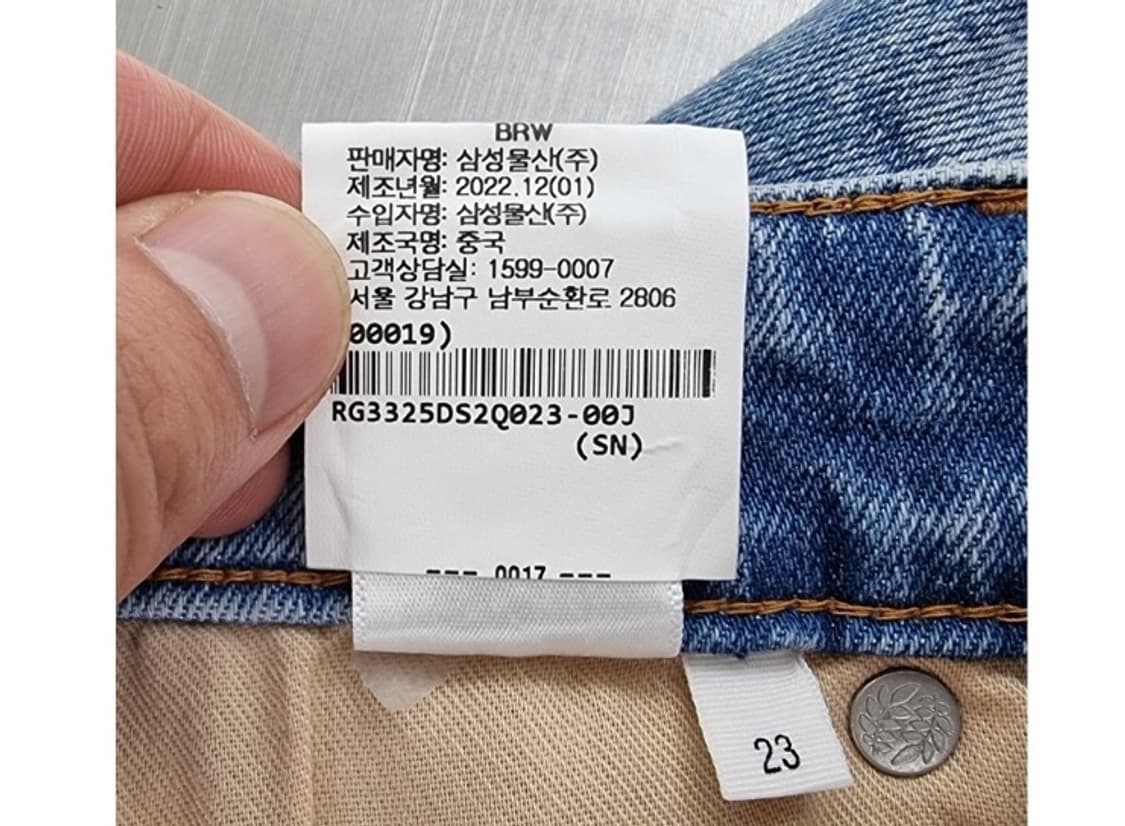 BRW
판매자명: 삼성물산(주)
제조년월: 2022.12(01)
수입자명: 삼성물산(주)
제조국명: 중국
고객상담실: 1599-0007
서울 강남구 남부순환로 2806
00019)
RG3325DS2Q023-00J
(SN)
--- 0017 ---
23